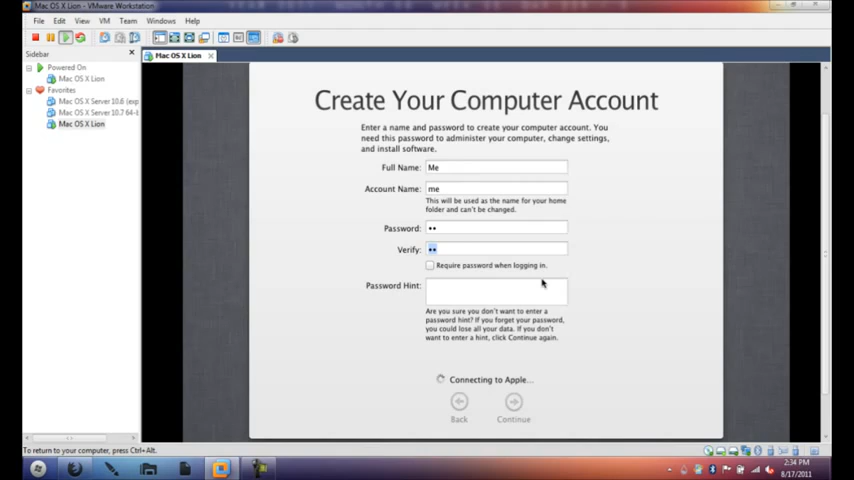 Mac OS X Lion - VMware Workstation
File Edit View VM Team Windows Help
Sidebar
Mac OS X Lion
Powered On
Mac OS X Lion
Favorites
Mac OS X Server 10.6 (exp
Mac OS X Server 10.7 64-
Mac OS X Lion
Create Your Computer Account
Enter a name and password to create your computer account. You
need this password to administer your computer, change settings,
and install software.
Full Name: Me
Account Name: me
This will be used as the name for your home
folder and can't be changed.
Password: ••
Verify: ••
Require password when logging in.
Password Hint:
Are you sure you don't want to enter a
password hint? If you forget your password,
you could lose all your data. If you don't
want to enter a hint, click Continue again.
Connecting to Apple...
Back Continue
To return to your computer, press Ctrl+Alt.
2:34 PM
8/17/2011